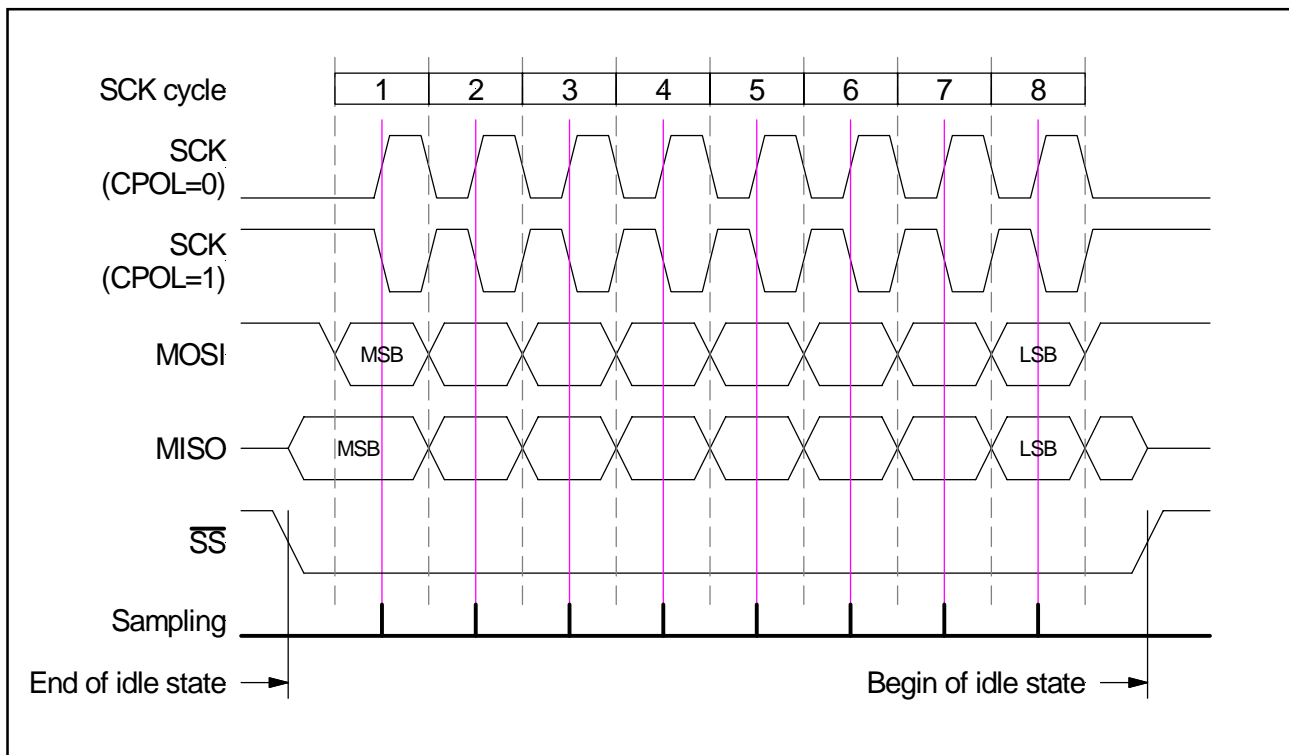 SCK cycle 1 2 3 4 5 6 7 8
SCK
(CPOL=0)
SCK
(CPOL=1)
MOSI MSB LSB
MISO MSB LSB
SS
Sampling
End of idle state Begin of idle state